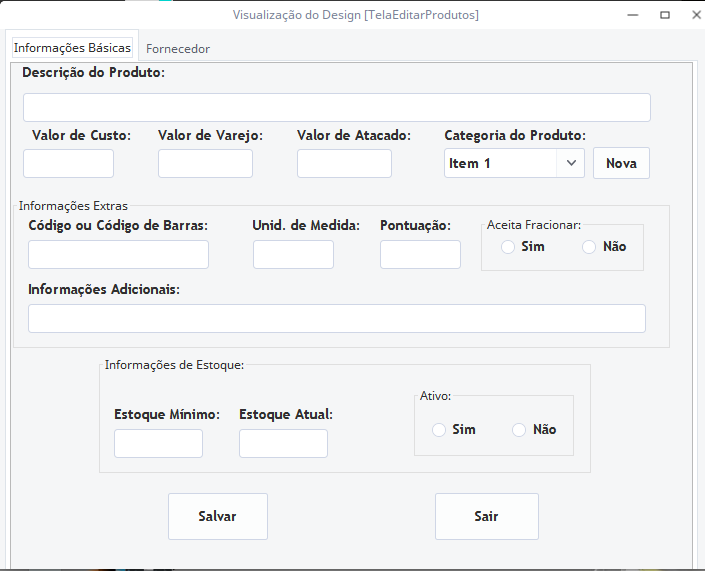 Visualização do Design [TelaEditarProdutos]
Informações Básicas Fornecedor
Descrição do Produto:
Valor de Custo: Valor de Varejo: Valor de Atacado: Categoria do Produto:
Item 1 Nova
Informações Extras
Código ou Código de Barras: Unid. de Medida: Pontuação: Aceita Fracionar:
Sim Não
Informações Adicionais:
Informações de Estoque:
Estoque Mínimo: Estoque Atual: Ativo:
Sim Não
Salvar Sair